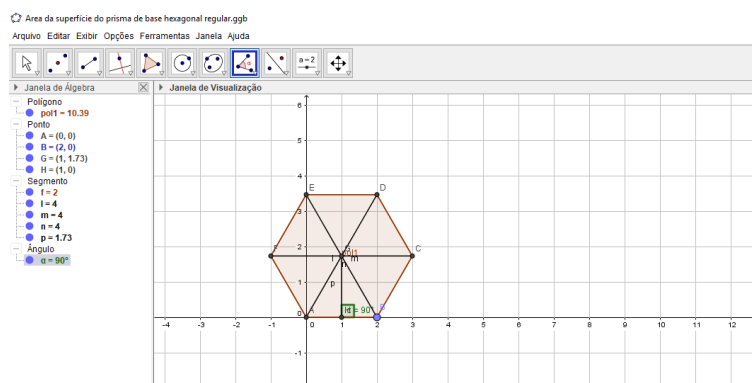 Area da superfície do prisma de base hexagonal regular.ggb
Arquivo Editar Exibir Opções Ferramentas Janela Ajuda
a=2
Janela de Álgebra
Janela de Visualização
Polígono
pol1 = 10.39
Ponto
A = (0, 0)
B = (2, 0)
G = (1, 1.73)
H = (1, 0)
Segmento
f = 2
l = 4
m = 4
n = 4
p = 1.73
Ângulo
α = 90°
6
4
E D
3
2
F l pol1 m C
n
1 p
0 A = 90° B
-4 -3 -2 -1 0 1 2 3 4 5 6 7 8 9 10 11 12
-1